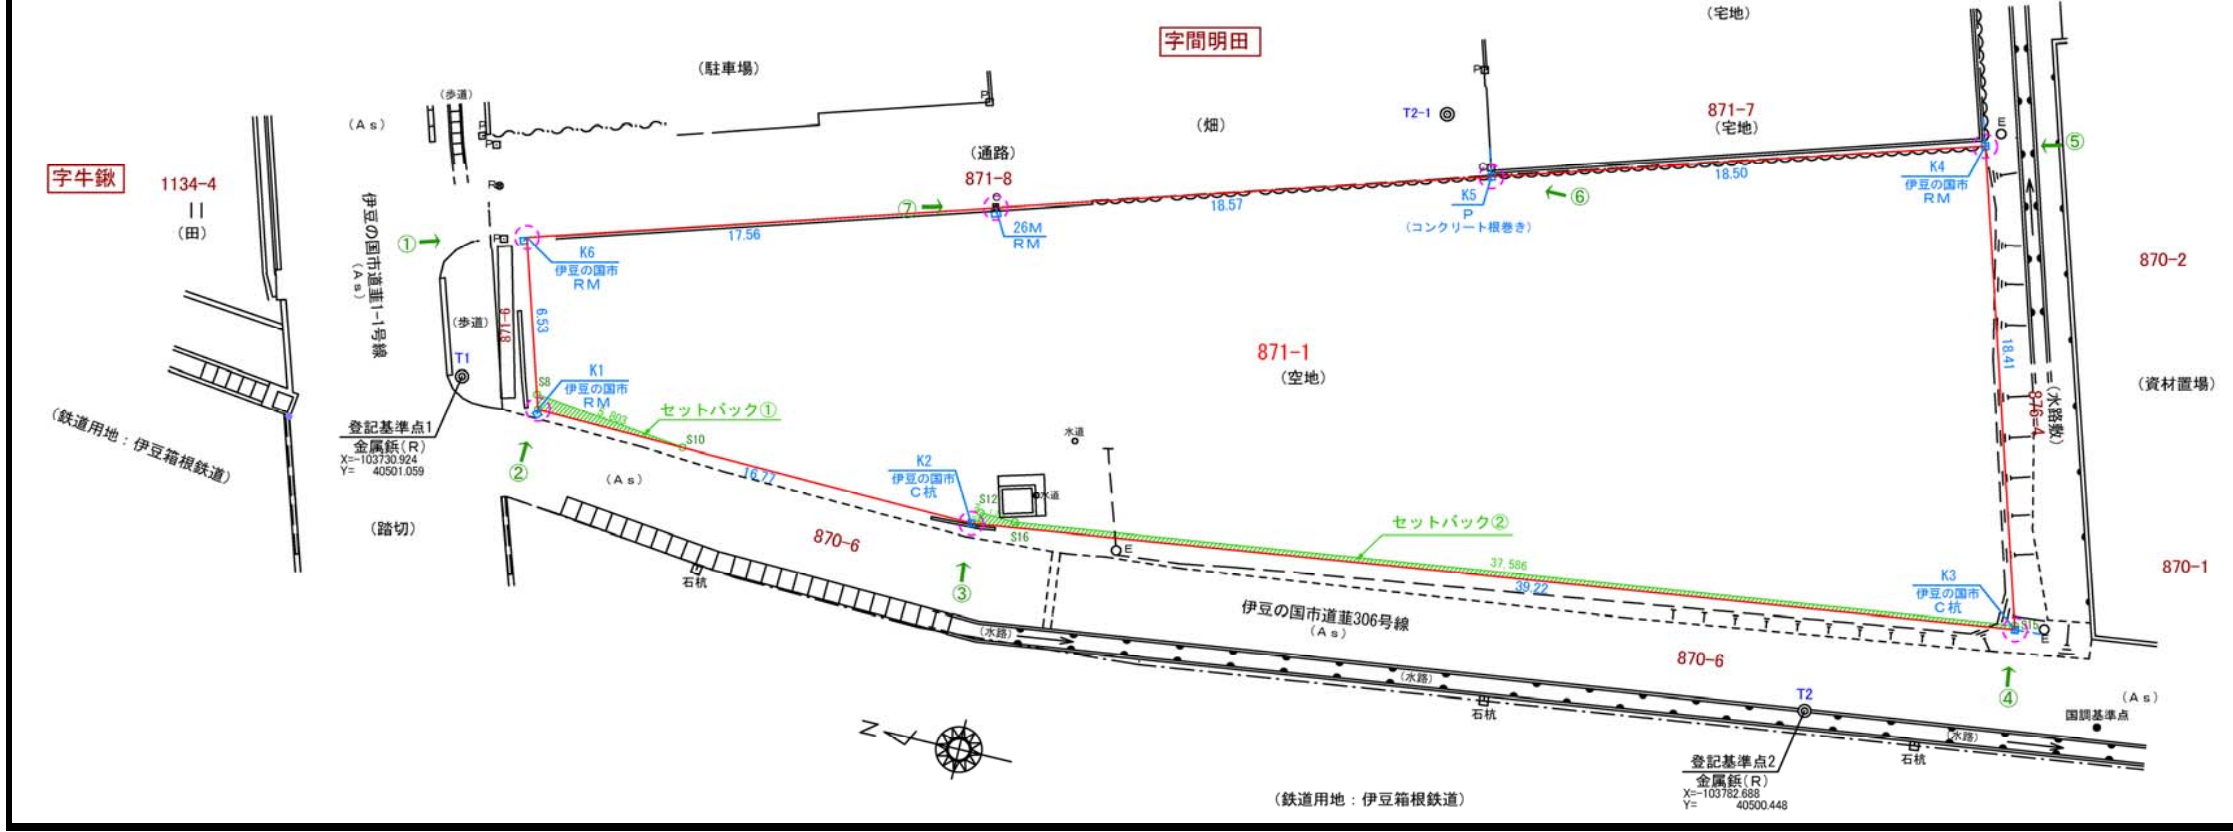 (宅地)
字間明田
(駐車場)
P
P
(歩道)
(As)
P
P
P
T2-1
871-7
(宅地)
(畑)
E
⑤
(通路)
871-8
字牛鍬
1134-4
(田)
K4
伊豆の国市
RM
18.50
K5
P
(コンクリート根巻き)
⑥
⑦
18.57
26M
RM
17.56
①
P
K6
伊豆の国市
RM
伊豆の国市道韮1-1号線
(As)
870-2
(歩道)
871-9
6.53
T1
871-1
(空地)
18.41
(資材置場)
876-4
(水路敷)
K1
伊豆の国市
RM
S8
5.803
セットバック①
S10
登記基準点1
金属鋲(R)
X=-103730.924
Y= 40501.059
(鉄道用地:伊豆箱根鉄道)
②
水道
16.77
K2
伊豆の国市
C杭
(As)
S12
水道
S16
セットバック②
(踏切)
870-6
E
37.586
39.22
870-1
石杭
③
K3
伊豆の国市
C杭
伊豆の国市道韮306号線
(As)
S15
E
(水路)
870-6
④
(水路)
T2
(As)
石杭
国調基準点
N
(水路)
石杭
登記基準点2
金属鋲(R)
X=-103782.688
Y= 40500.448
(鉄道用地:伊豆箱根鉄道)